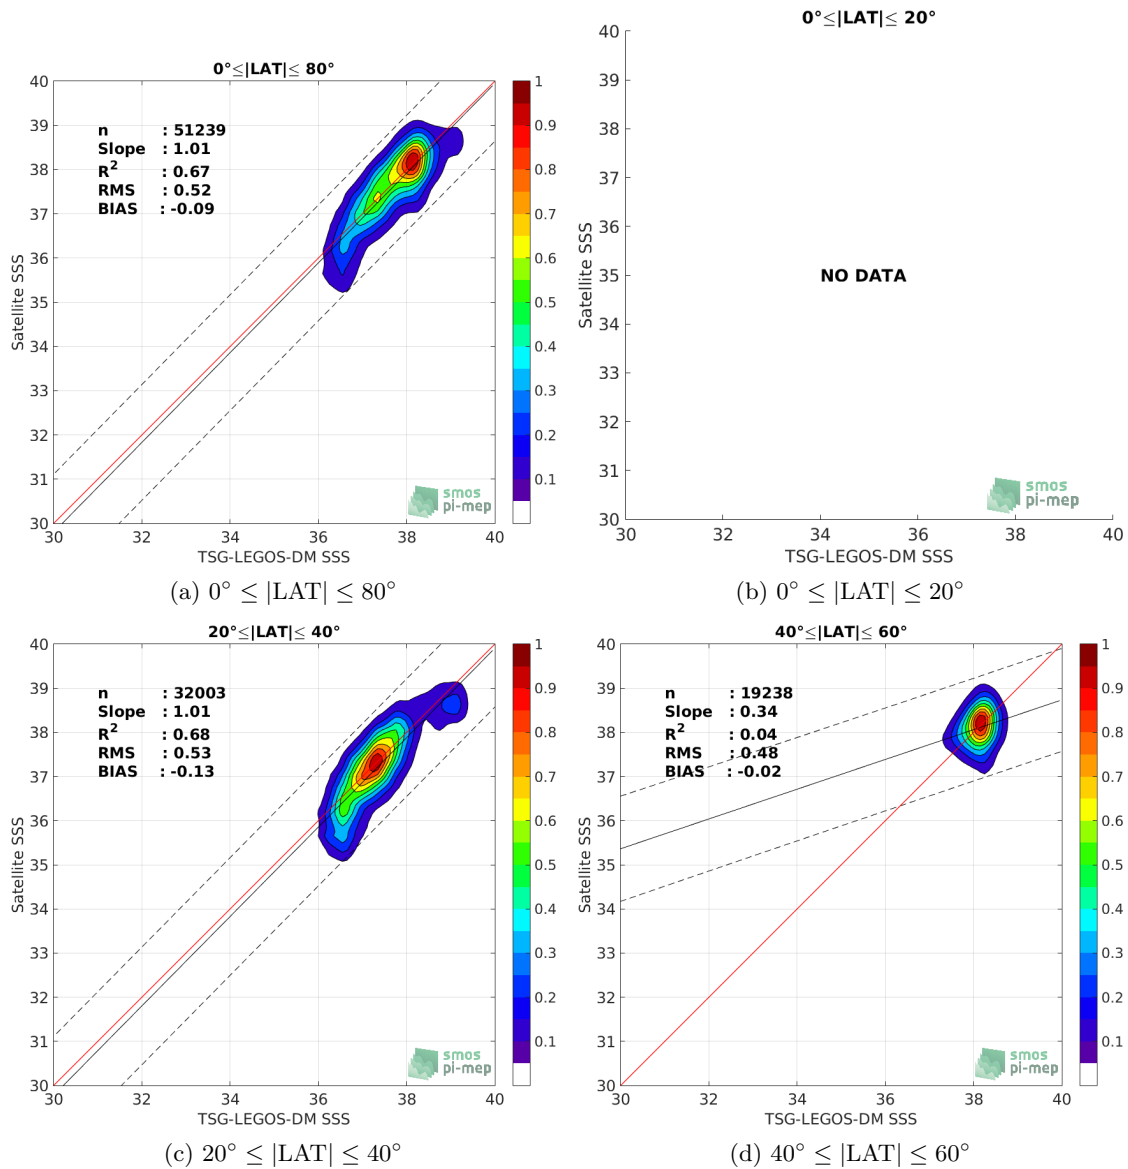 0°≤|LAT|≤ 80°
40
39
38
37
36
35
34
33
32
31
30
Satellite SSS
n : 51239
Slope : 1.01
R² : 0.67
RMS : 0.52
BIAS : -0.09
smos
pi-mep
30 32 34 36 38 40
TSG-LEGOS-DM SSS
1
0.9
0.8
0.7
0.6
0.5
0.4
0.3
0.2
0.1
(a) 0° ≤ |LAT| ≤ 80°
0°≤|LAT|≤ 20°
40
39
38
37
36
35
34
33
32
31
30
Satellite SSS
NO DATA
smos
pi-mep
30 32 34 36 38 40
TSG-LEGOS-DM SSS
(b) 0° ≤ |LAT| ≤ 20°
20°≤|LAT|≤ 40°
40
39
38
37
36
35
34
33
32
31
30
Satellite SSS
n : 32003
Slope : 1.01
R² : 0.68
RMS : 0.53
BIAS : -0.13
smos
pi-mep
30 32 34 36 38 40
TSG-LEGOS-DM SSS
1
0.9
0.8
0.7
0.6
0.5
0.4
0.3
0.2
0.1
(c) 20° ≤ |LAT| ≤ 40°
40°≤|LAT|≤ 60°
40
39
38
37
36
35
34
33
32
31
30
Satellite SSS
n : 19238
Slope : 0.34
R² : 0.04
RMS : 0.48
BIAS : -0.02
smos
pi-mep
30 32 34 36 38 40
TSG-LEGOS-DM SSS
1
0.9
0.8
0.7
0.6
0.5
0.4
0.3
0.2
0.1
(d) 40° ≤ |LAT| ≤ 60°